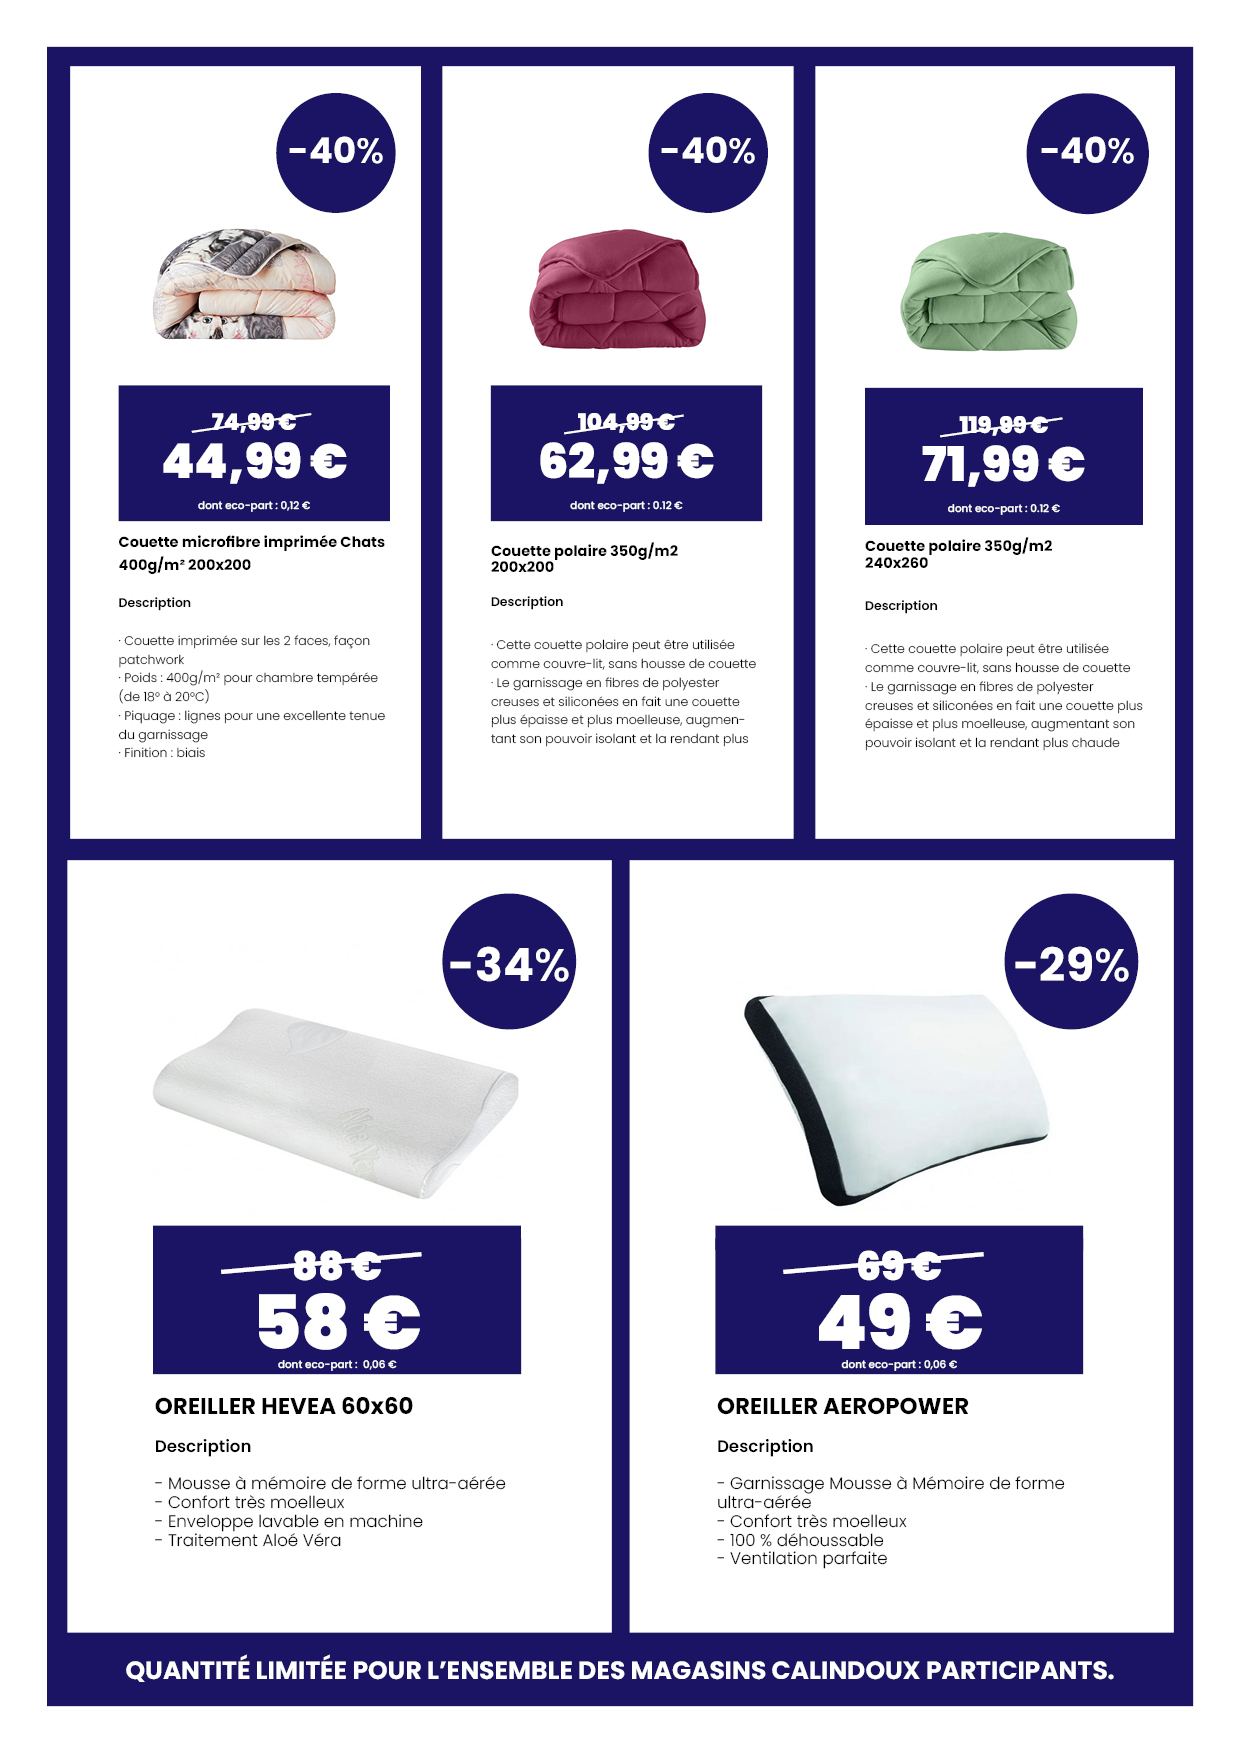 -40%
74,99 €
44,99 €
dont eco-part : 0,12 €
Couette microfibre imprimée Chats
400g/m² 200x200
Description
· Couette imprimée sur les 2 faces, façon
patchwork
· Poids : 400g/m² pour chambre tempérée
(de 18° à 20°C)
· Piquage : lignes pour une excellente tenue
du garnissage
· Finition : biais
-40%
104,99 €
62,99 €
dont eco-part : 0.12 €
Couette polaire 350g/m2
200x200
Description
· Cette couette polaire peut être utilisée
comme couvre-lit, sans housse de couette
· Le garnissage en fibres de polyester
creuses et siliconées en fait une couette
plus épaisse et plus moelleuse, augmen-
tant son pouvoir isolant et la rendant plus
-40%
119,99 €
71,99 €
dont eco-part : 0.12 €
Couette polaire 350g/m2
240x260
Description
· Cette couette polaire peut être utilisée
comme couvre-lit, sans housse de couette
· Le garnissage en fibres de polyester
creuses et siliconées en fait une couette plus
épaisse et plus moelleuse, augmentant son
pouvoir isolant et la rendant plus chaude
-34%
88 €
58 €
dont eco-part : 0,06 €
OREILLER HEVEA 60x60
Description
- Mousse à mémoire de forme ultra-aérée
- Confort très moelleux
- Enveloppe lavable en machine
- Traitement Aloé Véra
-29%
69 €
49 €
dont eco-part : 0,06 €
OREILLER AEROPOWER
Description
- Garnissage Mousse à Mémoire de forme
ultra-aérée
- Confort très moelleux
- 100 % déhoussable
- Ventilation parfaite
QUANTITÉ LIMITÉE POUR L'ENSEMBLE DES MAGASINS CALINDOUX PARTICIPANTS.